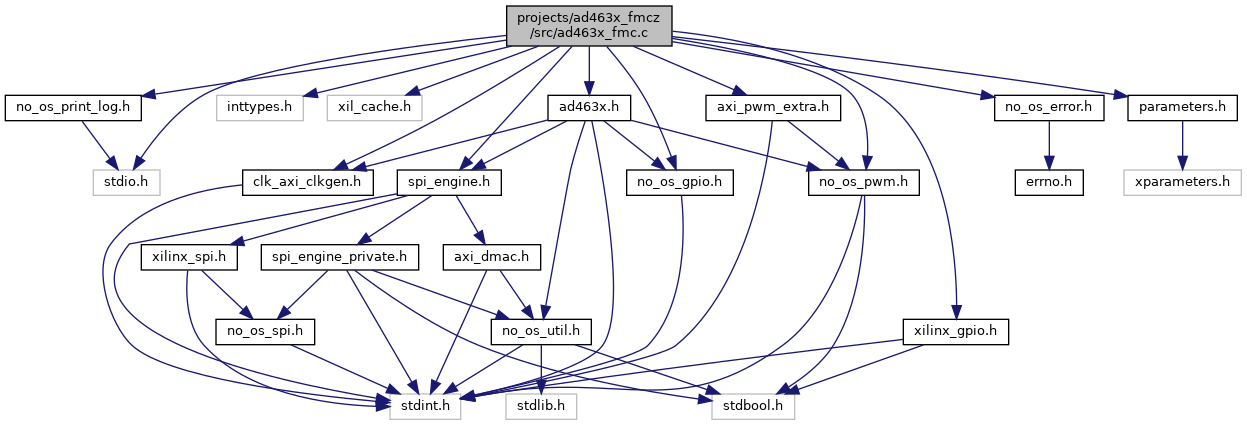 projects/ad463x_fmcz
/src/ad463x_fmc.c
no_os_print_log.h
inttypes.h
xil_cache.h
ad463x.h
axi_pwm_extra.h
no_os_error.h
parameters.h
stdio.h
clk_axi_clkgen.h
spi_engine.h
no_os_gpio.h
no_os_pwm.h
errno.h
xparameters.h
xilinx_spi.h
spi_engine_private.h
axi_dmac.h
no_os_spi.h
no_os_util.h
xilinx_gpio.h
stdint.h
stdlib.h
stdbool.h